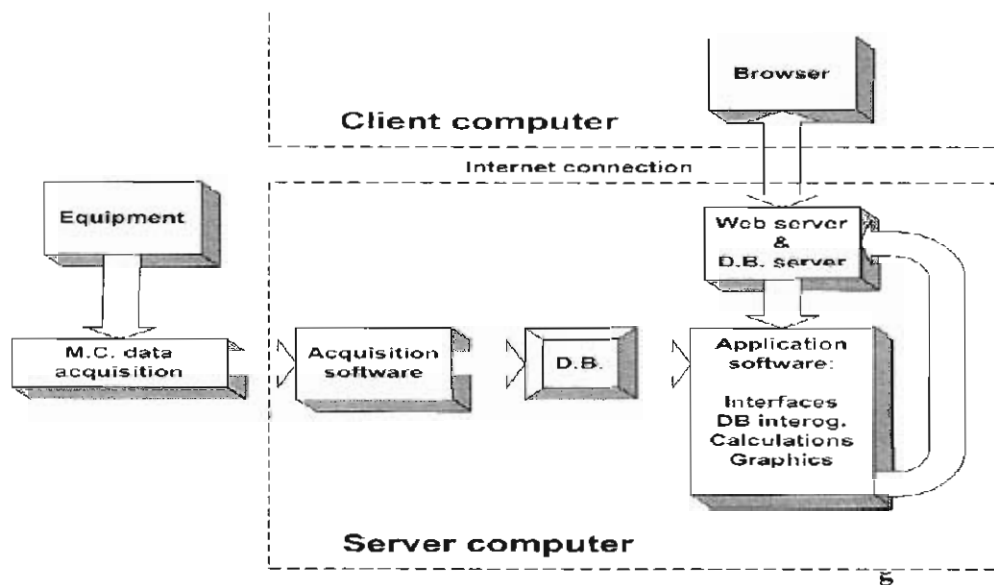 Browser
Client computer
Internet connection
Equipment
Web server
&
D.B. server
M.C. data
acquisition
Acquisition
software
D.B.
Application
software:
Interfaces
DB interog.
Calculations
Graphics
Server computer
g